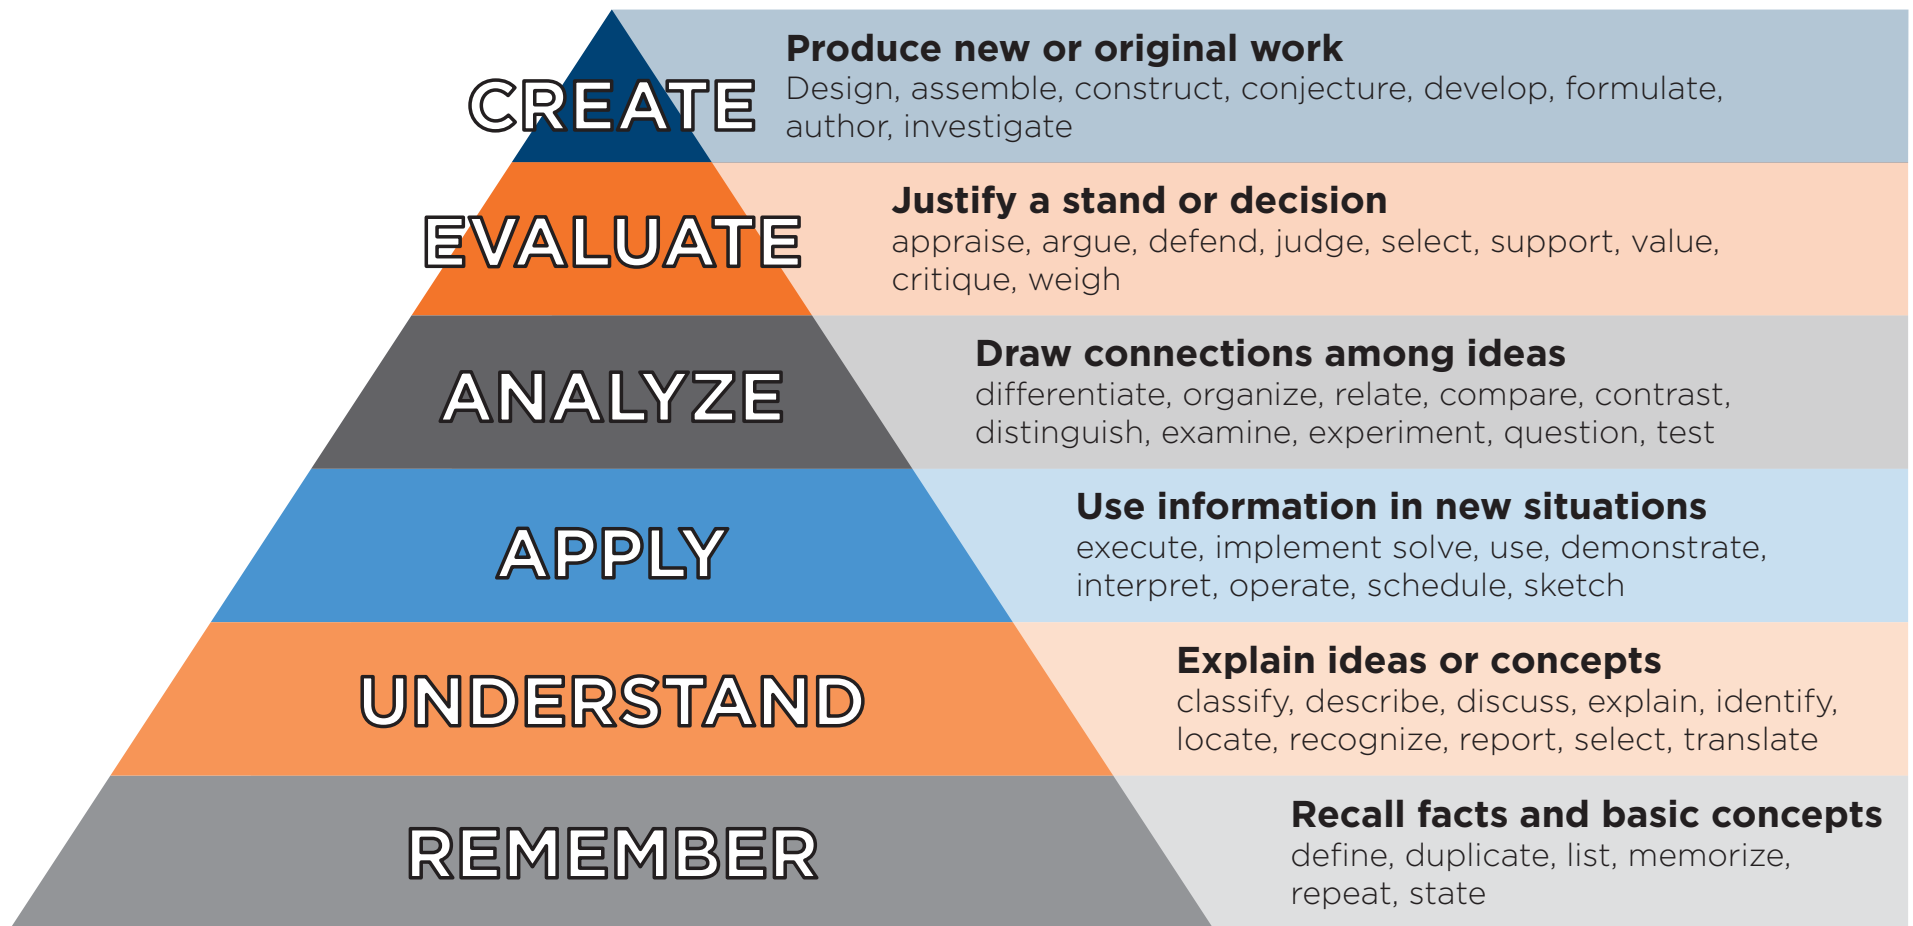 CREATE
Produce new or original work
Design, assemble, construct, conjecture, develop, formulate,
author, investigate
EVALUATE
Justify a stand or decision
appraise, argue, defend, judge, select, support, value,
critique, weigh
ANALYZE
Draw connections among ideas
differentiate, organize, relate, compare, contrast,
distinguish, examine, experiment, question, test
APPLY
Use information in new situations
execute, implement solve, use, demonstrate,
interpret, operate, schedule, sketch
UNDERSTAND
Explain ideas or concepts
classify, describe, discuss, explain, identify,
locate, recognize, report, select, translate
REMEMBER
Recall facts and basic concepts
define, duplicate, list, memorize,
repeat, state